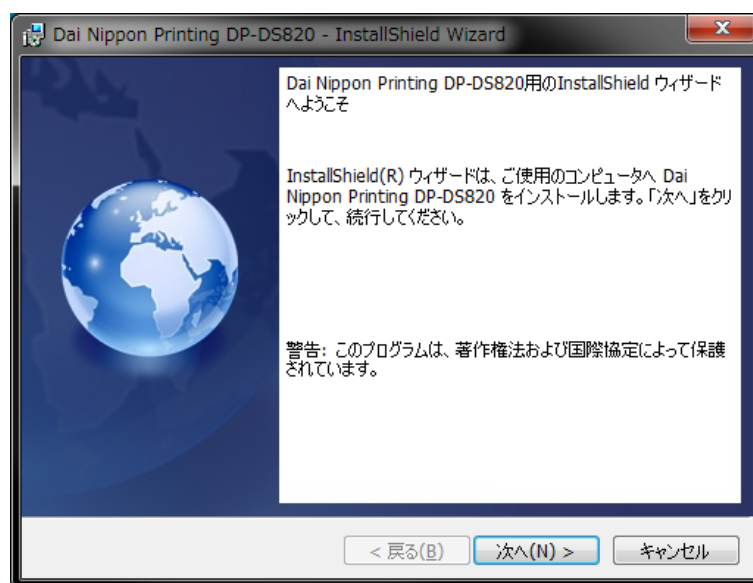 Dai Nippon Printing DP-DS820 - InstallShield Wizard
Dai Nippon Printing DP-DS820用のInstallShield ウィザード
へようこそ
InstallShield(R) ウィザードは、ご使用のコンピュータへ Dai
Nippon Printing DP-DS820 をインストールします。「次へ」をクリ
ックして、続行してください。
警告: このプログラムは、著作権法および国際協定によって保護
されています。
< 戻る(B)
次へ(N) >
キャンセル